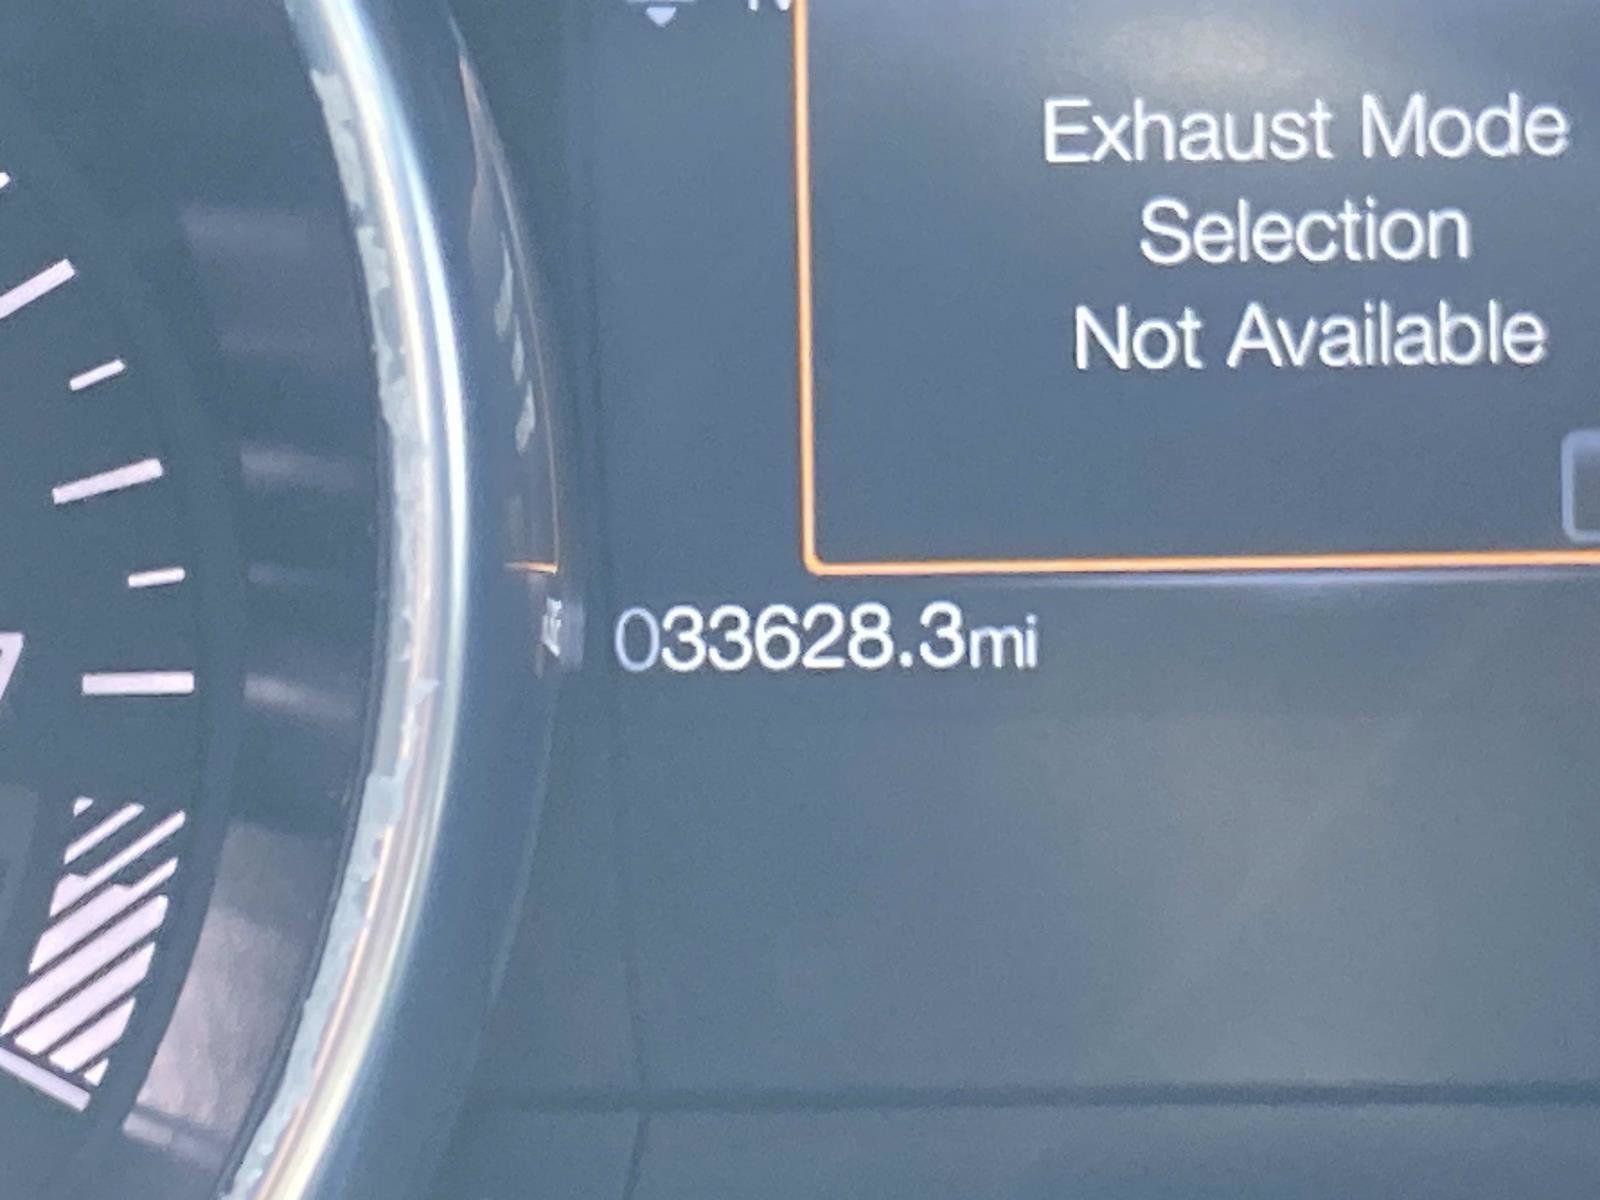 Exhaust Mode
Selection
Not Available
033628.3mi